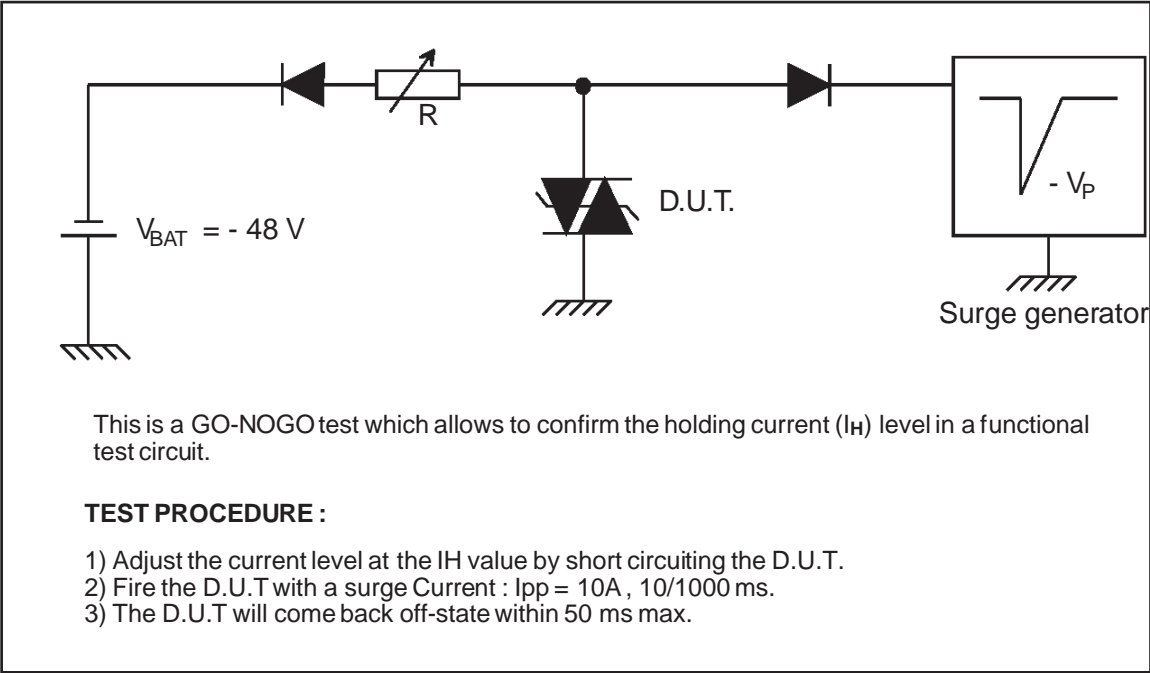 R
D.U.T.
- VP
VBAT = - 48 V
Surge generator
This is a GO-NOGO test which allows to confirm the holding current (IH) level in a functional
test circuit.
TEST PROCEDURE :
1) Adjust the current level at the IH value by short circuiting the D.U.T.
2) Fire the D.U.T with a surge Current : Ipp = 10A , 10/1000 ms.
3) The D.U.T will come back off-state within 50 ms max.